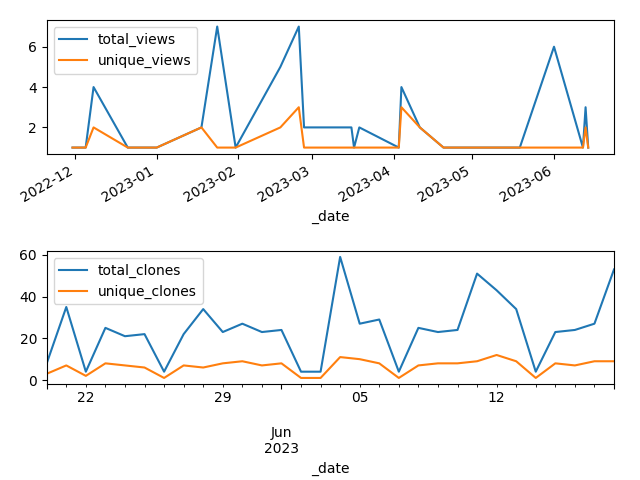 total_views
unique_views
6
4
2
2022-12
2023-01
2023-02
2023-03
2023-04
2023-05
2023-06
_date
total_clones
unique_clones
60
40
20
0
22
29
05
12
Jun
2023
_date